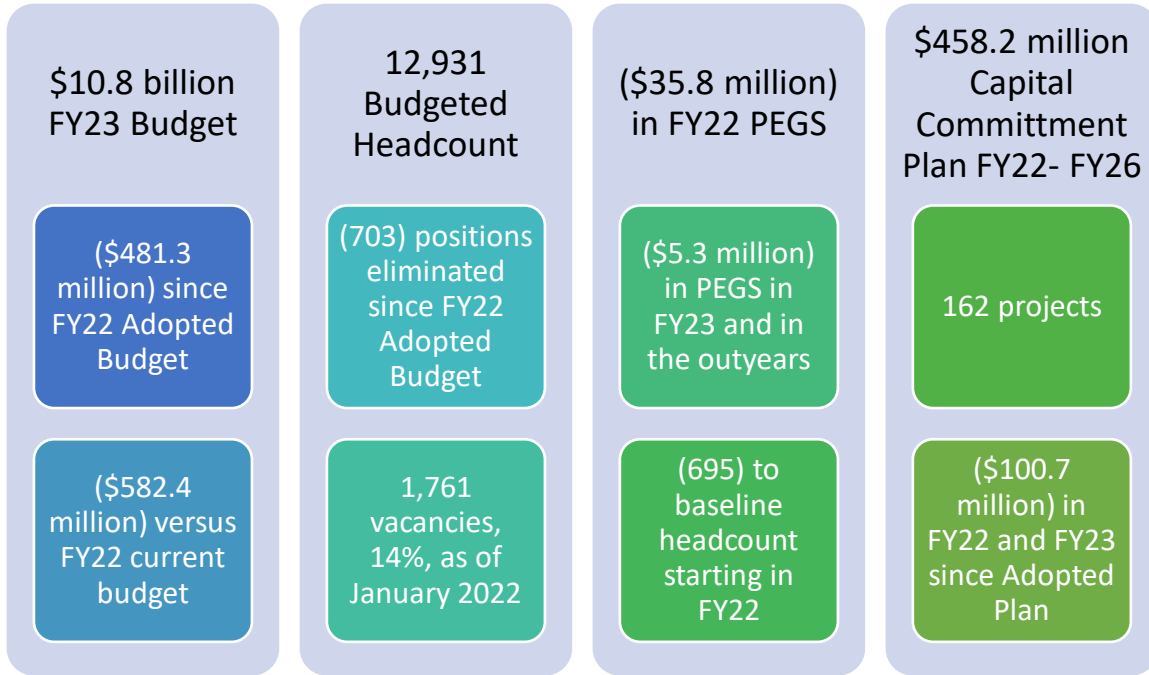 $10.8 billion
FY23 Budget
($481.3
million) since
FY22 Adopted
Budget
($582.4
million) versus
FY22 current
budget
12,931
Budgeted
Headcount
(703) positions
eliminated
since FY22
Adopted
Budget
1,761
vacancies,
14%, as of
January 2022
($35.8 million)
in FY22 PEGS
($5.3 million)
in PEGS in
FY23 and in
the outyears
(695) to
baseline
headcount
starting in
FY22
$458.2 million
Capital
Committment
Plan FY22- FY26
162 projects
($100.7
million) in
FY22 and FY23
since Adopted
Plan